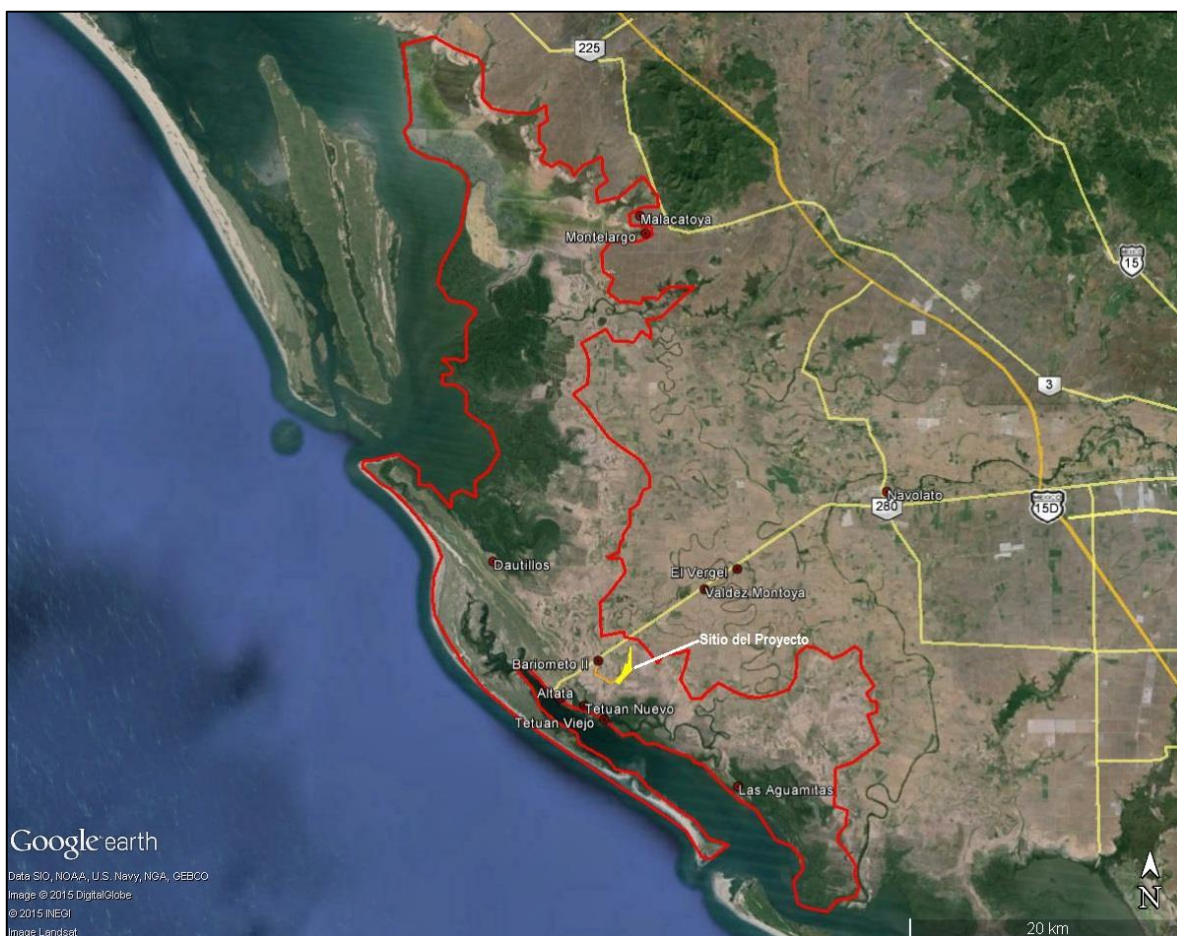 225
Malacatoya
Montelargo
MEXICO
15
3
Navolato
280
MEXICO
15D
Dautillos
El Vergel
Valdez Montoya
Sitio del Proyecto
Bariometo II
Altata
Tetuan Nuevo
Tetuan Viejo
Las Aguamitas
Google earth
Data SIO, NOAA, U.S. Navy, NGA, GEBCO
Image © 2015 DigitalGlobe
© 2015 INEGI
Image Landsat
N
20 km